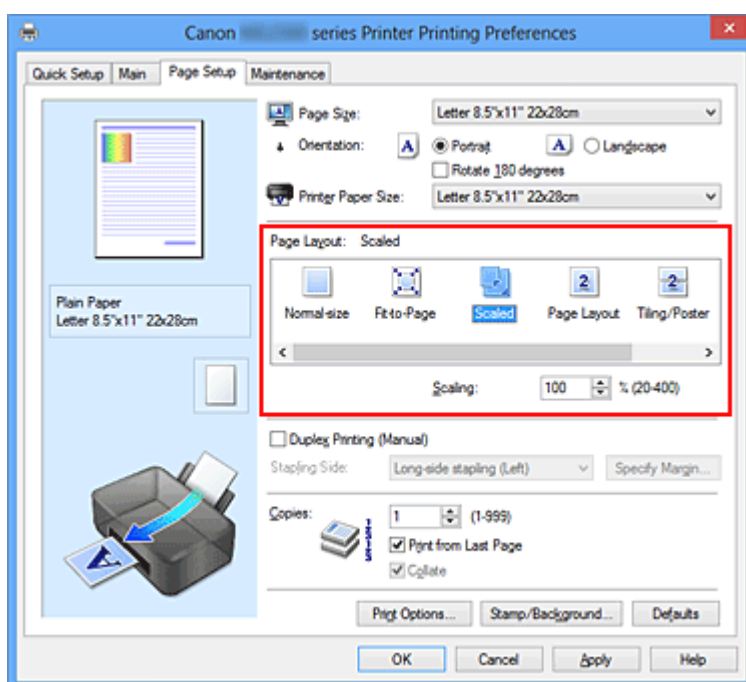 Canon series Printer Printing Preferences
Quick Setup Main Page Setup Maintenance
Page Size: Letter 8.5"x11" 22x28cm
Orientation: A Portrait A Landscape
Rotate 180 degrees
Printer Paper Size: Letter 8.5"x11" 22x28cm
Page Layout: Scaled
2 2
Normal-size Fit-to-Page Scaled Page Layout Tiling/Poster
Scaling: 100 % (20-400)
Plain Paper
Letter 8.5"x11" 22x28cm
Duplex Printing (Manual)
Stapling Side: Long-side stapling (Left) Specify Margin...
Copies: 1 (1-999)
Print from Last Page
Collate
A
Print Options... Stamp/Background... Defaults
OK Cancel Apply Help